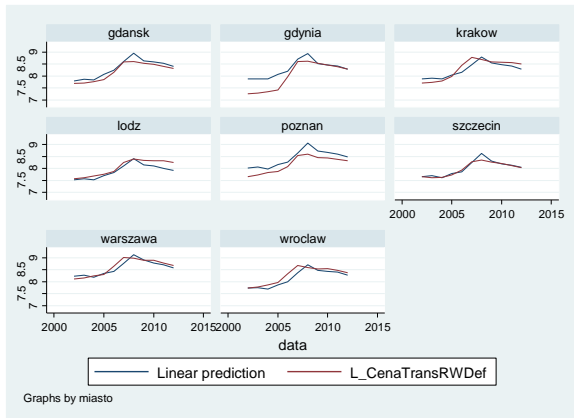 gdansk gdynia krakow
9
8.5
8
7.5
7
lodz poznan szczecin
9
8.5
8
7.5
7
2000 2005 2010 2015
warszawa wroclaw
9
8.5
8
7.5
7
2000 2005 2010 2015 2000 2005 2010 2015
data
Linear prediction L_CenaTransRWDef
Graphs by miasto